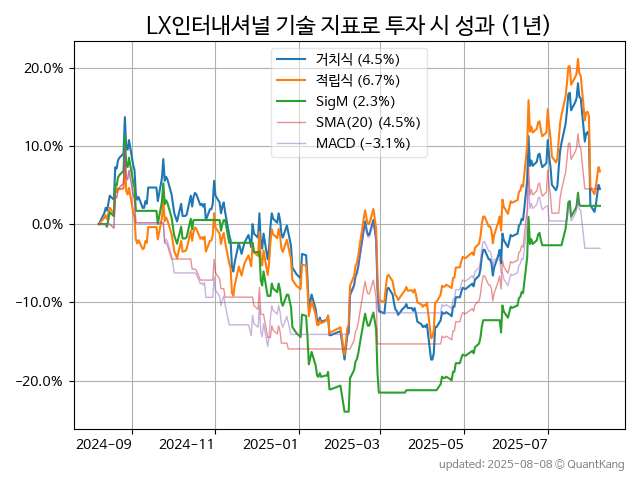 LX인터내셔널 기술 지표로 투자 시 성과 (1년)
거치식 (4.5%)
적립식 (6.7%)
SigM (2.3%)
SMA(20) (4.5%)
MACD (−3.1%)
20.0%
10.0%
0.0%
−10.0%
−20.0%
2024-09 2024-11 2025-01 2025-03 2025-05 2025-07
updated: 2025-08-08 © QuantKang